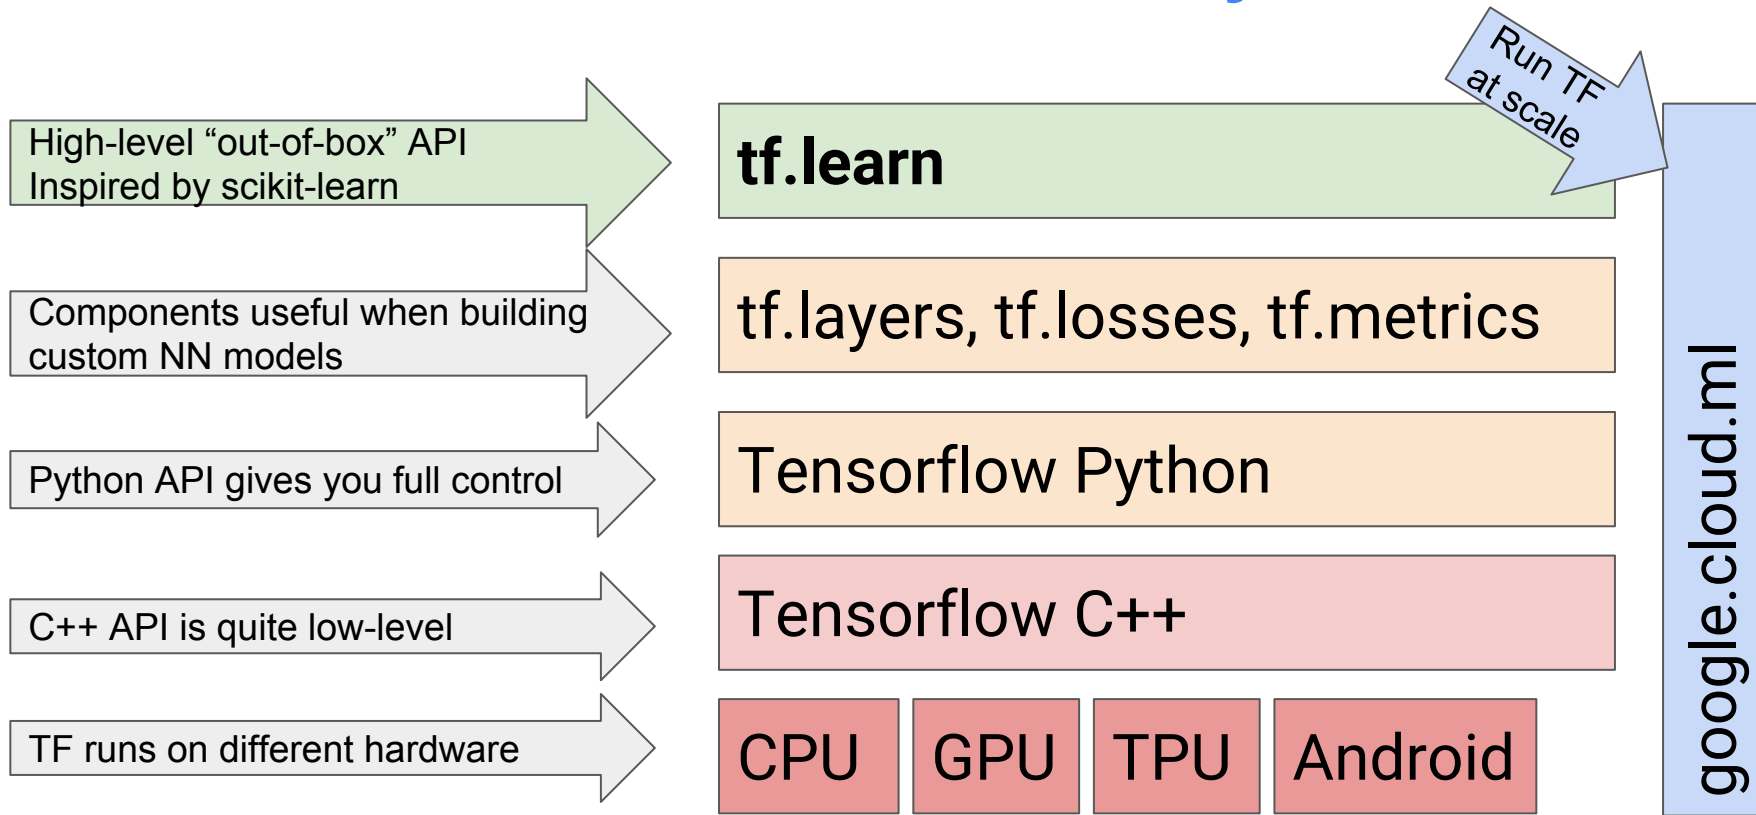 Run TF
at scale
High-level “out-of-box” API
Inspired by scikit-learn
tf.learn
Components useful when building
custom NN models
tf.layers, tf.losses, tf.metrics
Python API gives you full control
Tensorflow Python
C++ API is quite low-level
Tensorflow C++
TF runs on different hardware
CPU GPU TPU Android
google.cloud.ml